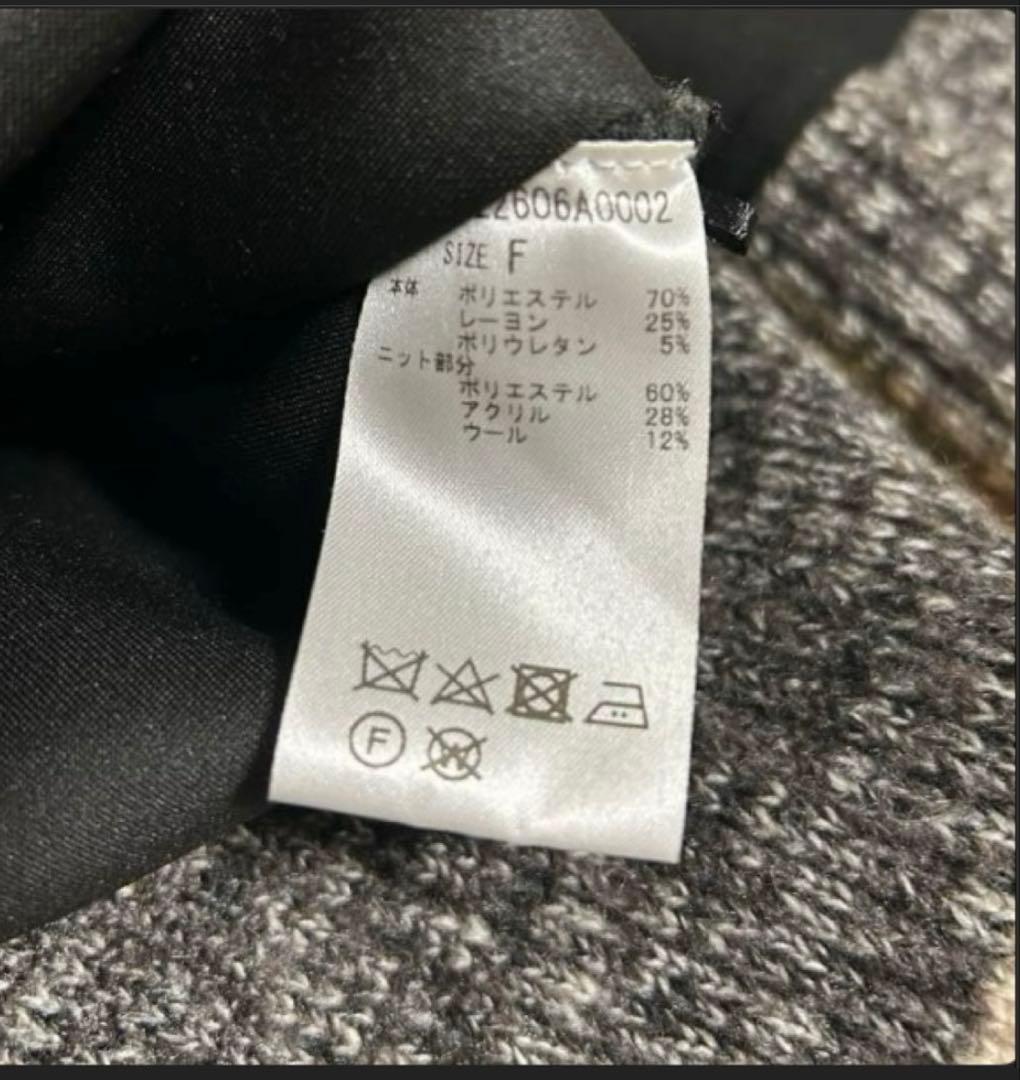 22606A0002
SIZE F
本体 ポリエステル 70%
レーヨン 25%
ポリウレタン 5%
ニット部分
ポリエステル 60%
アクリル 28%
ウール 12%
F W